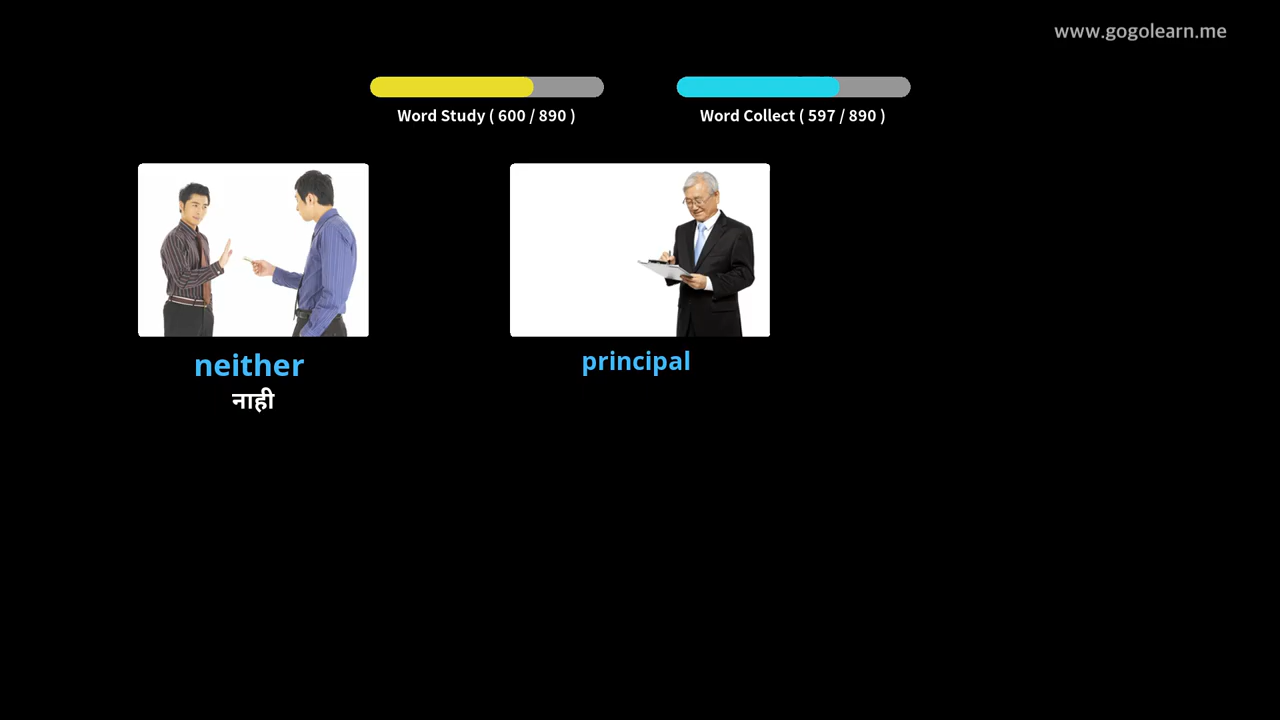 www.gogolearn.me
Word Study ( 600 / 890 )
Word Collect ( 597 / 890 )
neither
नाही
principal